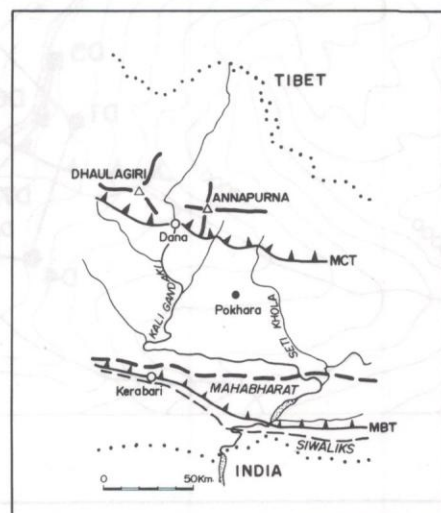 TIBET
DHAULAGIRI
ANNAPURNA
Dana
MCT
KALI GANDAKI
Pokhara
SETI KHOLA
MAHABHARAT
Kerabari
MBT
SIWALIKS
INDIA
0 50Km.